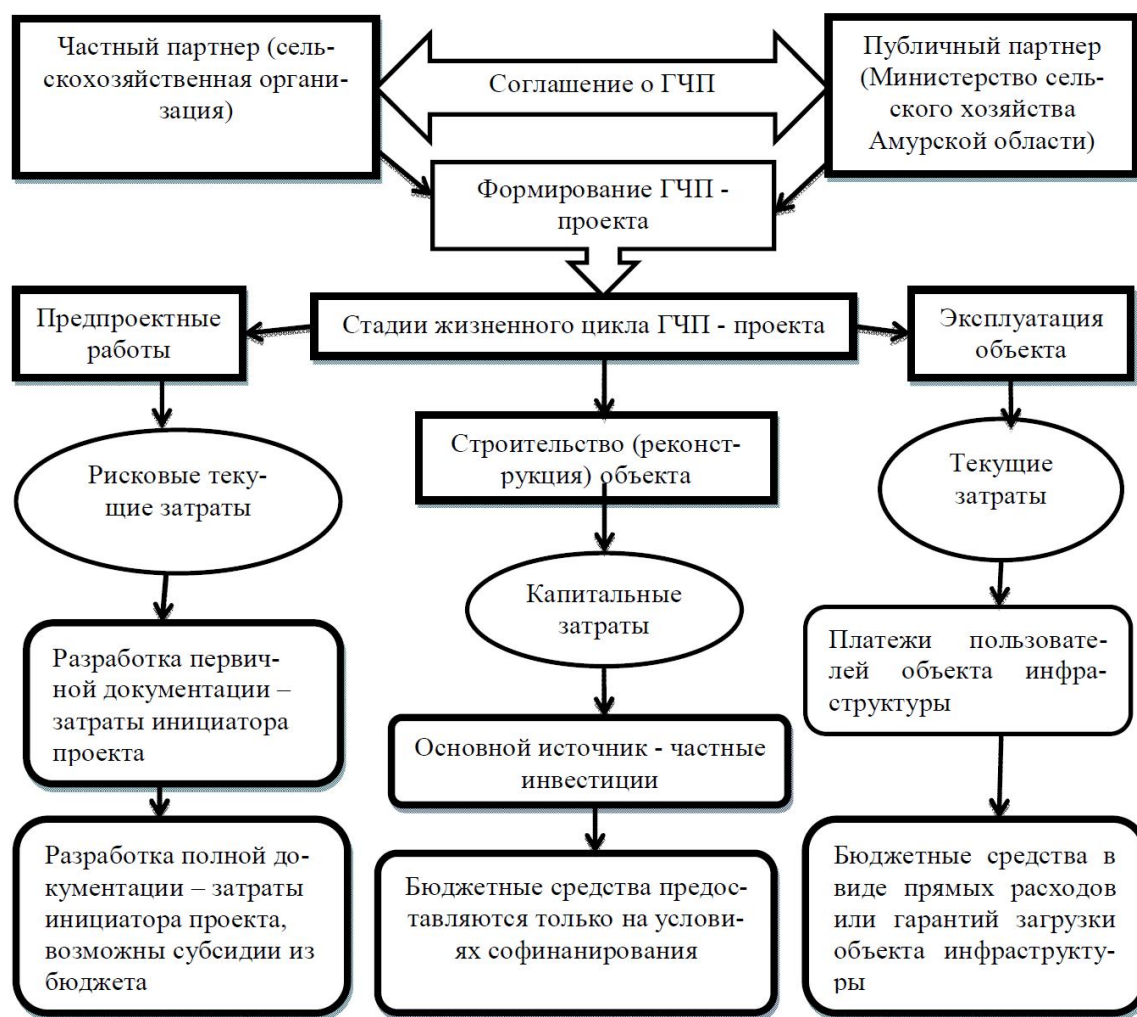 Частный партнер (сель-
скохозяйственная органи-
зация)
Соглашение о ГЧП
Публичный партнер
(Министерство сель-
ского хозяйства
Амурской области)
Формирование ГЧП -
проекта
Предпроектные
работы
Стадии жизненного цикла ГЧП - проекта
Эксплуатация
объекта
Строительство (реконст-
рукция) объекта
Рисковые теку-
щие затраты
Капитальные
затраты
Текущие
затраты
Разработка первич-
ной документации –
затраты инициатора
проекта
Основной источник - частные
инвестиции
Платежи пользовате-
лей объекта инфра-
структуры
Разработка полной до-
кументации – затраты
инициатора проекта,
возможны субсидии из
бюджета
Бюджетные средства предос-
тавляются только на услови-
ях софинанирования
Бюджетные средства в
виде прямых расходов
или гарантий загрузки
объекта инфраструкту-
ры